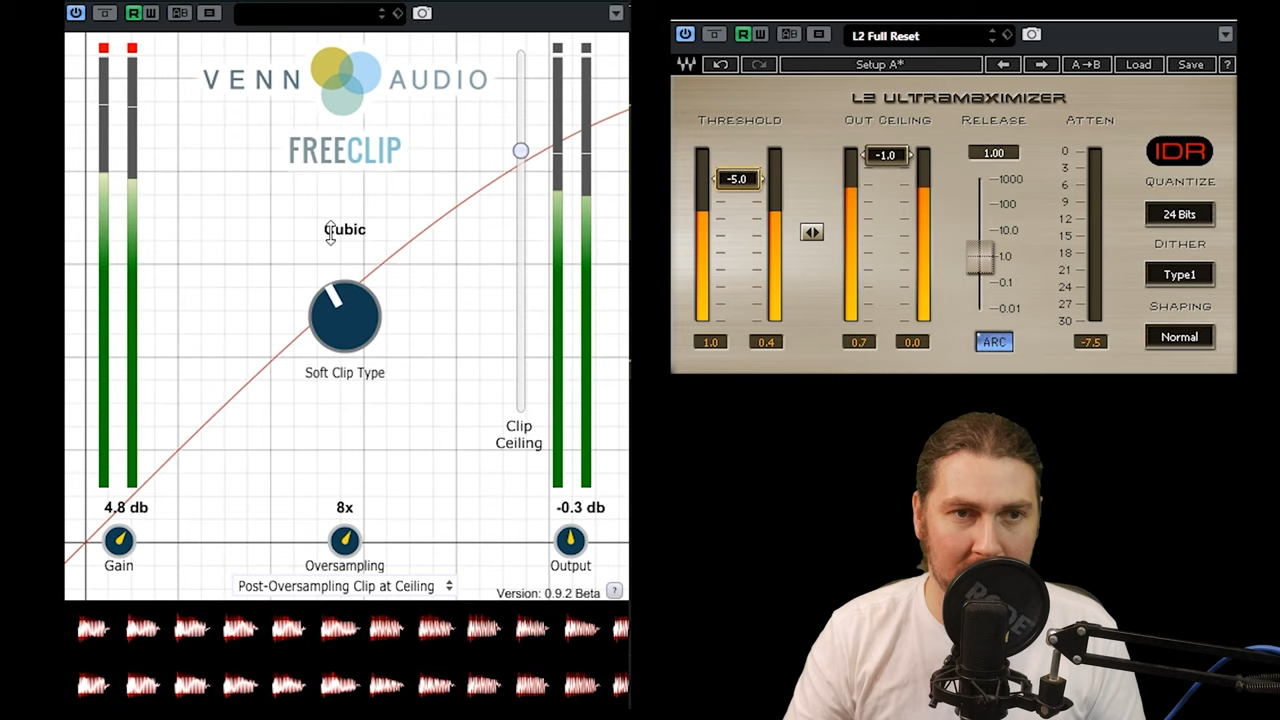 R W AB
VENN AUDIO
FREECLIP
Cubic
Soft Clip Type
Clip
Ceiling
4.8 db
8x
-0.3 db
Gain
Oversampling
Output
Post-Oversampling Clip at Ceiling
Version: 0.9.2 Beta
?
R W AB
L2 Full Reset
Setup A*
A→B
Load
Save
?
L2 ULTRAMAXIMIZER
THRESHOLD
OUT CEILING
RELEASE
ATTEN
-5.0
-1.0
1.00
1000
100
10.0
1.0
0.1
0.01
0
3
6
9
12
15
18
21
24
27
30
1.0
0.4
0.7
0.0
ARC
-7.5
IDR
QUANTIZE
24 Bits
DITHER
Type1
SHAPING
Normal
RODE